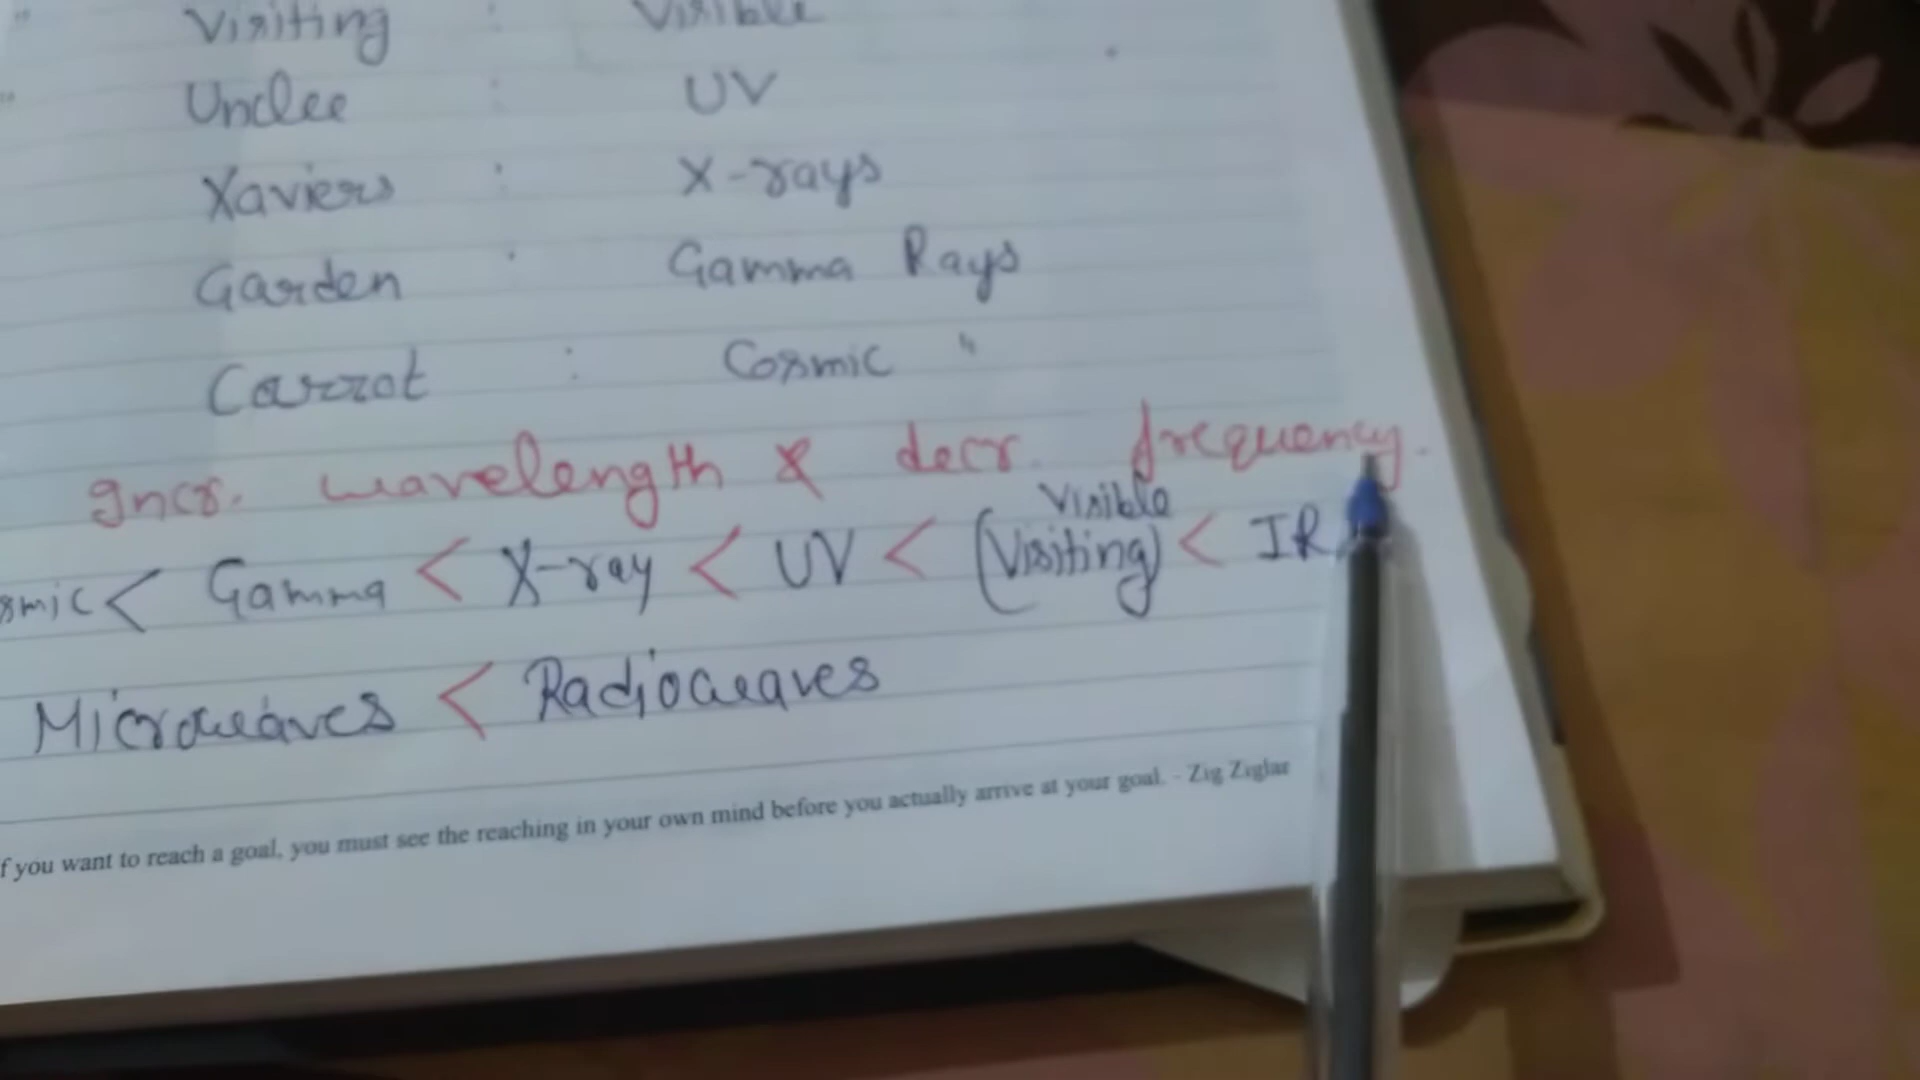 Visiting : Visible
Unclee : UV
Xaviers : X-rays
Garden : Gamma Rays
Carrot : Cosmic "
Incr. wavelength & decr. frequency.
Visible
smic < Gamma < X-ray < UV < (Visiting) < IR
Microwaves < Radiowaves
f you want to reach a goal, you must see the reaching in your own mind before you actually arrive at your goal. - Zig Ziglar